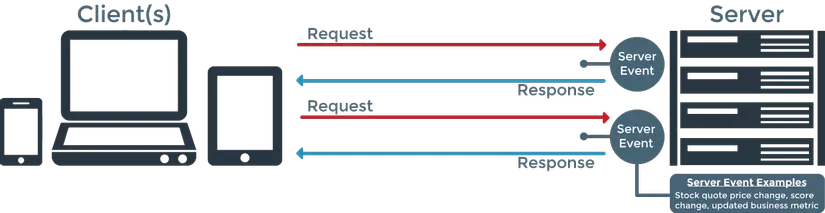 Client(s)
Server
Request
Server
Event
Response
Request
Server
Event
Response
Server Event Examples
Stock quote price change, score
change, updated business metric